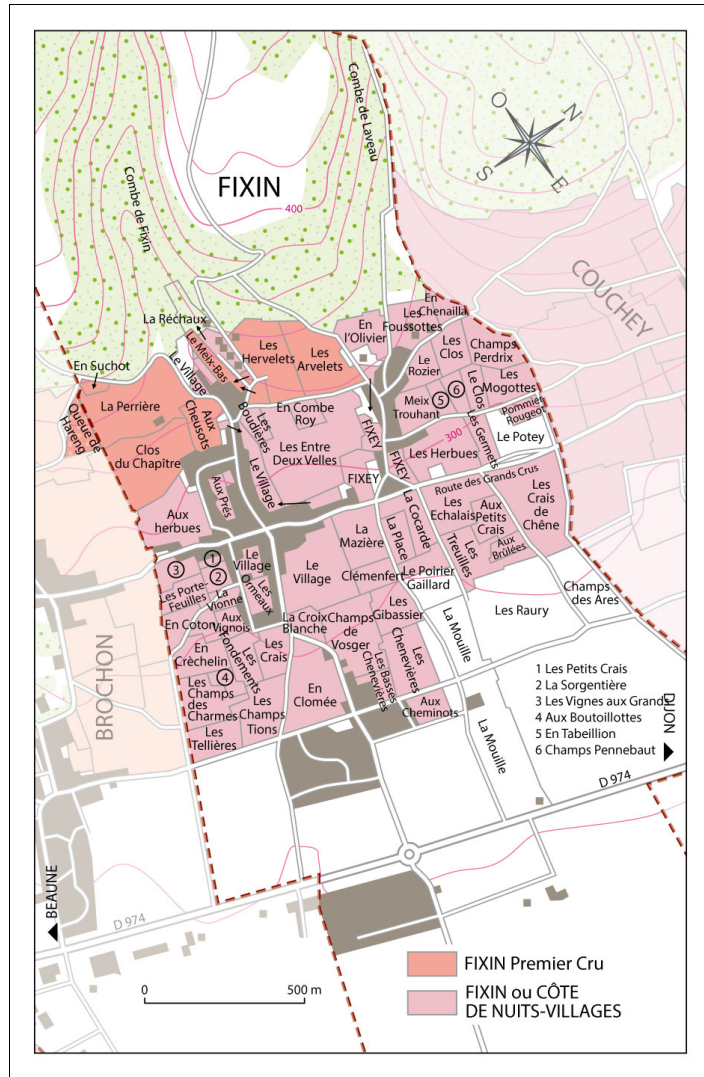 Combe de Laveau
O
N
S
E
FIXIN
400
Combe de Fixin
COUCHEY
La Réchaux
En
Chenailla
Les
Foussottes
En
l'Olivier
Le Meix-Bas
Le Village
Les
Hervelets
Les
Arvelets
Les
Clos
Champs
Perdrix
Le
Rozier
En Suchot
Le Clos
Les
Mogottes
La Perrière
Aux
Cheusots
Les
Boudières
En Combe
Roy
Meix
Trouhant
5
6
Pommier
Rougeot
Queue de
Hareng
Clos
du Chapître
Les Entre
Deux Velles
FIXEY
Les Germets
300
Le Potey
Les Herbues
Le Village
FIXEY
FIXEY
Route des Grands Crus
Aux Prés
Aux
herbues
La
Mazière
La Place
La Cocarde
Les
Echalais
Aux
Petits
Crais
Les
Crais
de
Chêne
Les
Treuilles
Aux
Brûlées
1
2
3
Le
Village
Les
Ormeaux
Le
Village
Clémenfert
Le Poirier
Gaillard
Les Porte-
Feuilles
La
Vionne
Champs
des Ares
Les Raury
En Coton
Aux
Vignois
La Croix
Blanche
Champs
de
Vosger
Les
Gibassier
La Mouille
En
Crèchelin
Les
Fondements
Les
Crais
Les Basses
Chenevières
Les
Chenevières
4
Les
Champs
des
Charmes
En
Clomée
Aux
Cheminots
Les
Champs
Tions
Les
Tellières
La Mouille
BROCHON
1 Les Petits Crais
2 La Sorgentière
3 Les Vignes aux Grands
4 Aux Boutoillottes
5 En Tabeillion
6 Champs Pennebaut
DIJON
D 974
BEAUNE
D 974
0
500 m
FIXIN Premier Cru
FIXIN ou CÔTE
DE NUITS-VILLAGES